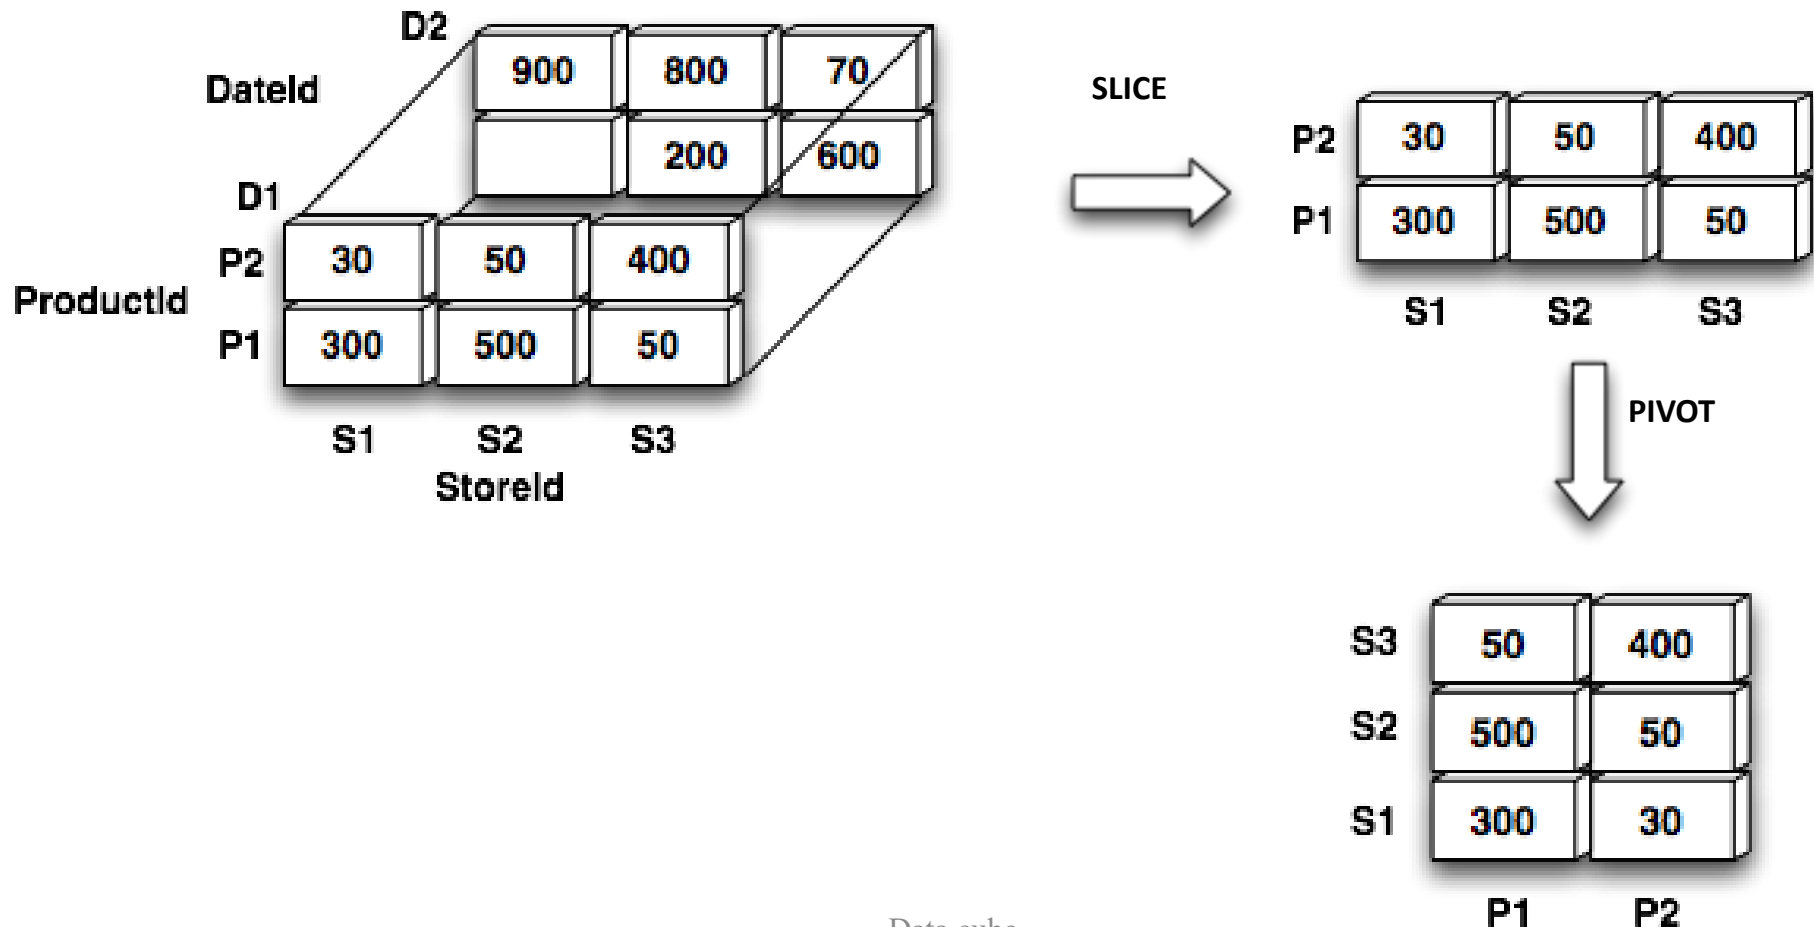 D2
DateId
900 800 70
200 600
D1
P2 30 50 400
ProductId
P1 300 500 50
S1 S2 S3
StoreId
SLICE
P2 30 50 400
P1 300 500 50
S1 S2 S3
PIVOT
S3 50 400
S2 500 50
S1 300 30
P1 P2
Data cube